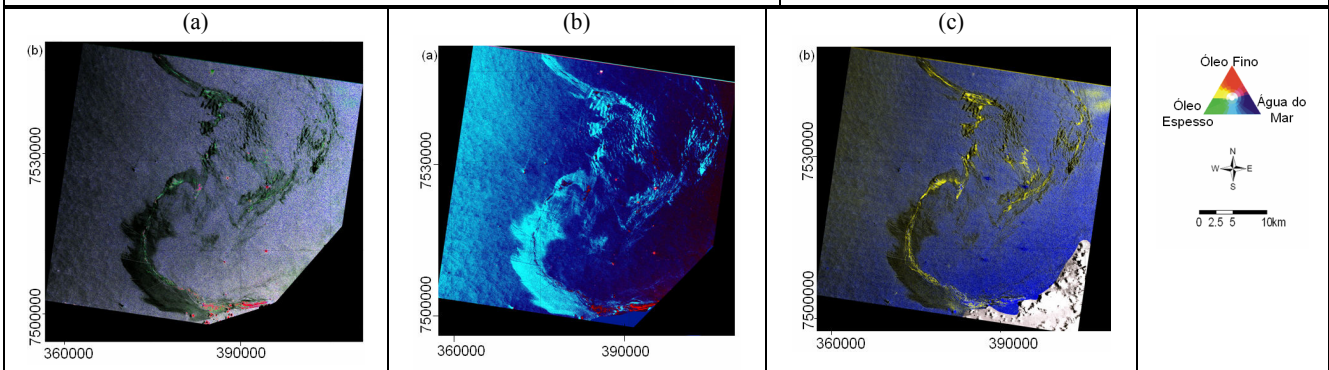 (a)
(b)
(c)
(b)
7530000
7500000
360000
390000
(a)
7530000
7500000
360000
390000
(b)
7530000
7500000
360000
390000
Óleo Fino
Óleo Espesso
Água do Mar
N
W E
S
0 2.5 5 10km